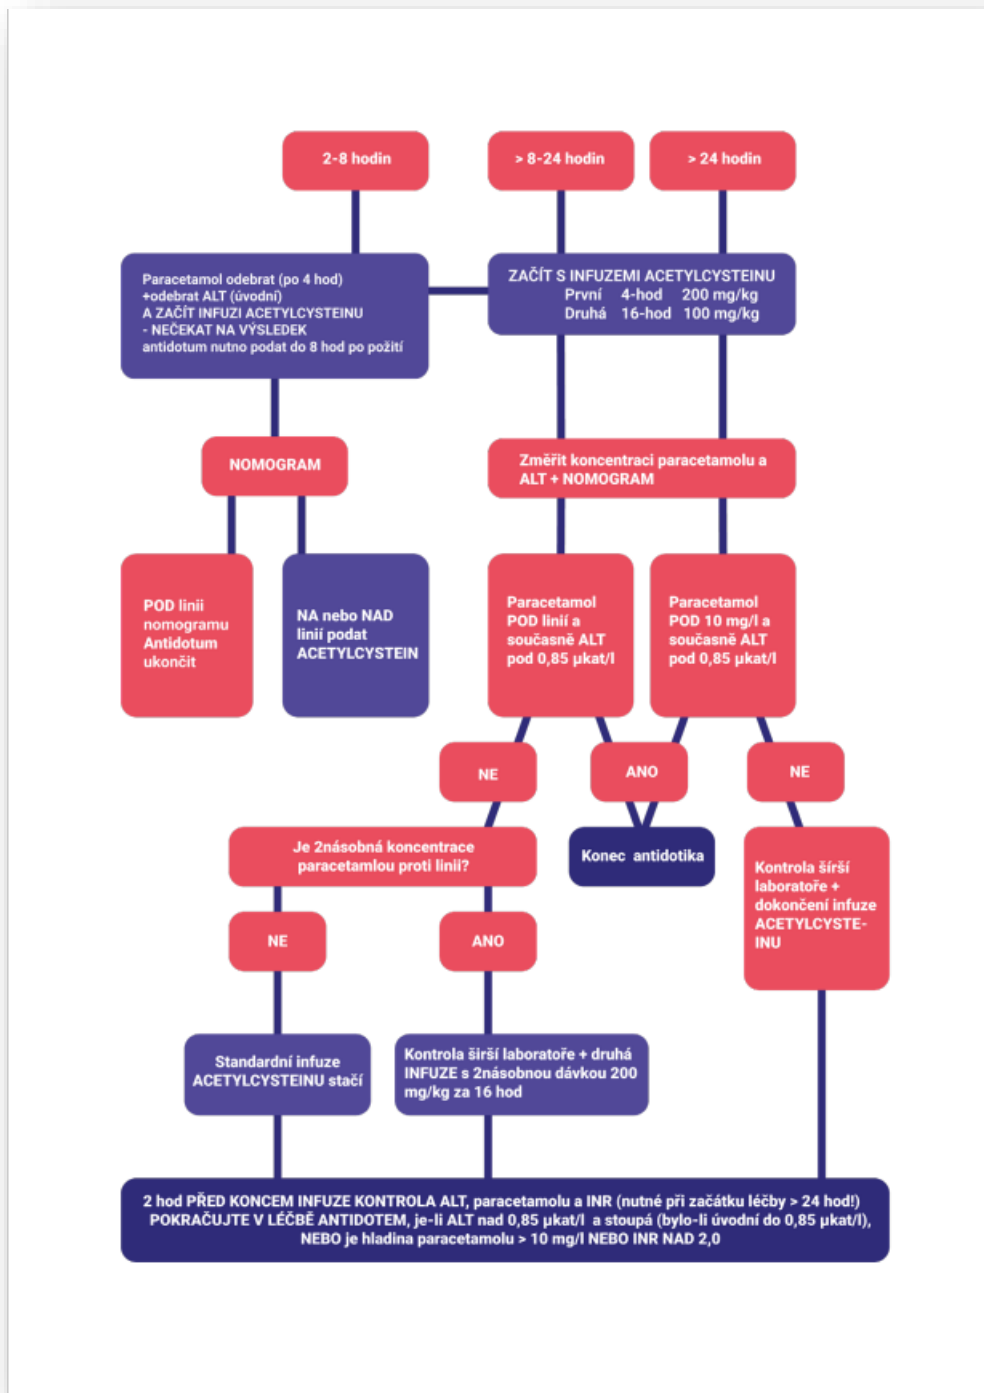 2-8 hodin
> 8-24 hodin
> 24 hodin
Paracetamol odebrat (po 4 hod)
+odebrat ALT (úvodní)
A ZAČÍT INFUZI ACETYLCYSTEINU
- NEČEKAT NA VÝSLEDEK
antidotum nutno podat do 8 hod po požití
ZAČÍT S INFUZEMI ACETYLCYSTEINU
První 4-hod 200 mg/kg
Druhá 16-hod 100 mg/kg
NOMOGRAM
Změřit koncentraci paracetamolu a
ALT + NOMOGRAM
POD linii
nomogramu
Antidotum
ukončit
NA nebo NAD
linií podat
ACETYLCYSTEIN
Paracetamol
POD linií a
současně ALT
pod 0,85 µkat/l
Paracetamol
POD 10 mg/l a
současně ALT
pod 0,85 µkat/l
NE
ANO
NE
Je 2násobná koncentrace
paracetamlou proti linii?
Konec antidotika
Kontrola šírší
laboratoře +
dokončení infuze
ACETYLCYSTE-
INU
NE
ANO
Standardní infuze
ACETYLCYSTEINU stačí
Kontrola širší laboratoře + druhá
INFUZE s 2násobnou dávkou 200
mg/kg za 16 hod
2 hod PŘED KONCEM INFUZE KONTROLA ALT, paracetamolu a INR (nutné při začátku léčby > 24 hod!)
POKRAČUJTE V LÉČBĚ ANTIDOTEM, je-li ALT nad 0,85 µkat/l a stoupá (bylo-li úvodní do 0,85 µkat/l),
NEBO je hladina paracetamolu > 10 mg/l NEBO INR NAD 2,0